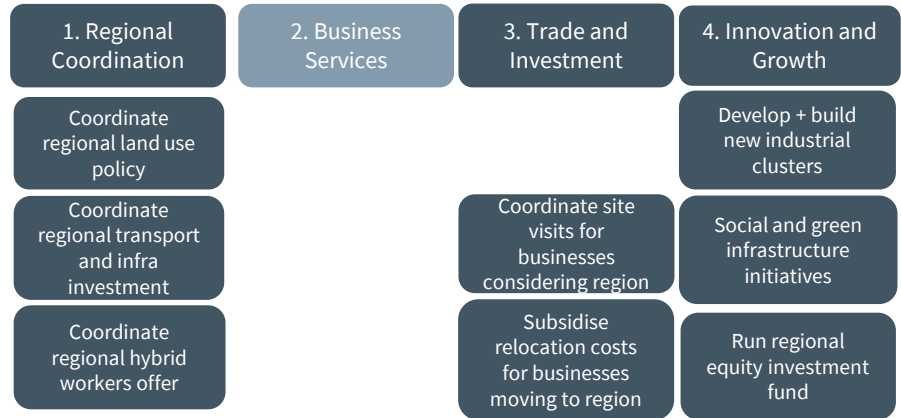 1. Regional
Coordination
2. Business
Services
3. Trade and
Investment
4. Innovation and
Growth
Coordinate
regional land use
policy
Coordinate
regional transport
and infra
investment
Coordinate
regional hybrid
workers offer
Coordinate site
visits for
businesses
considering region
Subsidise
relocation costs
for businesses
moving to region
Develop + build
new industrial
clusters
Social and green
infrastructure
initiatives
Run regional
equity investment
fund